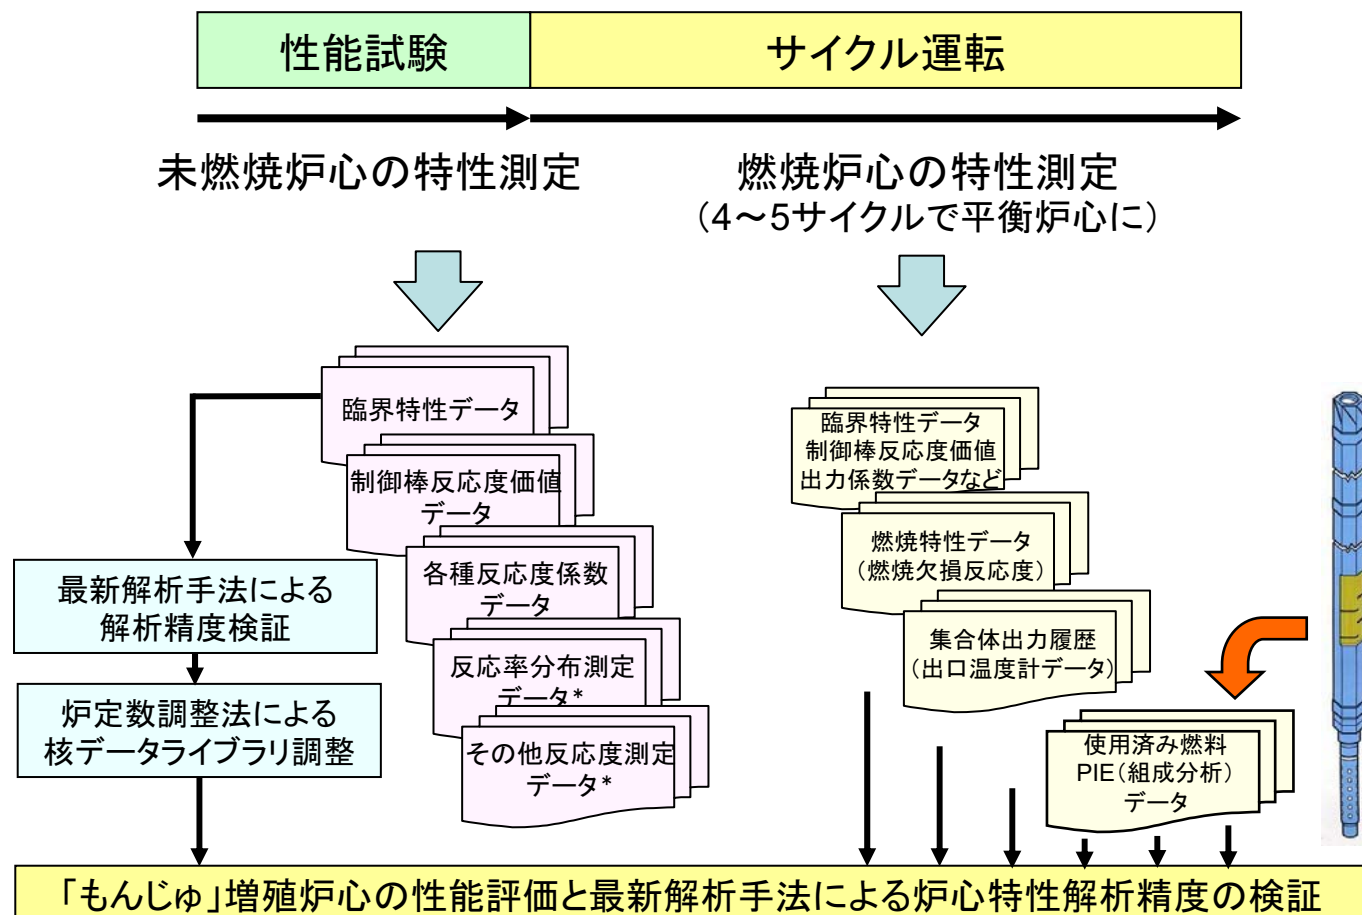 性能試験
サイクル運転
未燃焼炉心の特性測定
燃焼炉心の特性測定
(4~5サイクルで平衡炉心に)
臨界特性データ
制御棒反応度価値
データ
各種反応度係数
データ
反応率分布測定
データ*
その他反応度測定
データ*
最新解析手法による
解析精度検証
炉定数調整法による
核データライブラリ調整
臨界特性データ
制御棒反応度価値
出力係数データなど
燃焼特性データ
(燃焼欠損反応度)
集合体出力履歴
(出口温度計データ)
使用済み燃料
PIE(組成分析)
データ
「もんじゅ」増殖炉心の性能評価と最新解析手法による炉心特性解析精度の検証